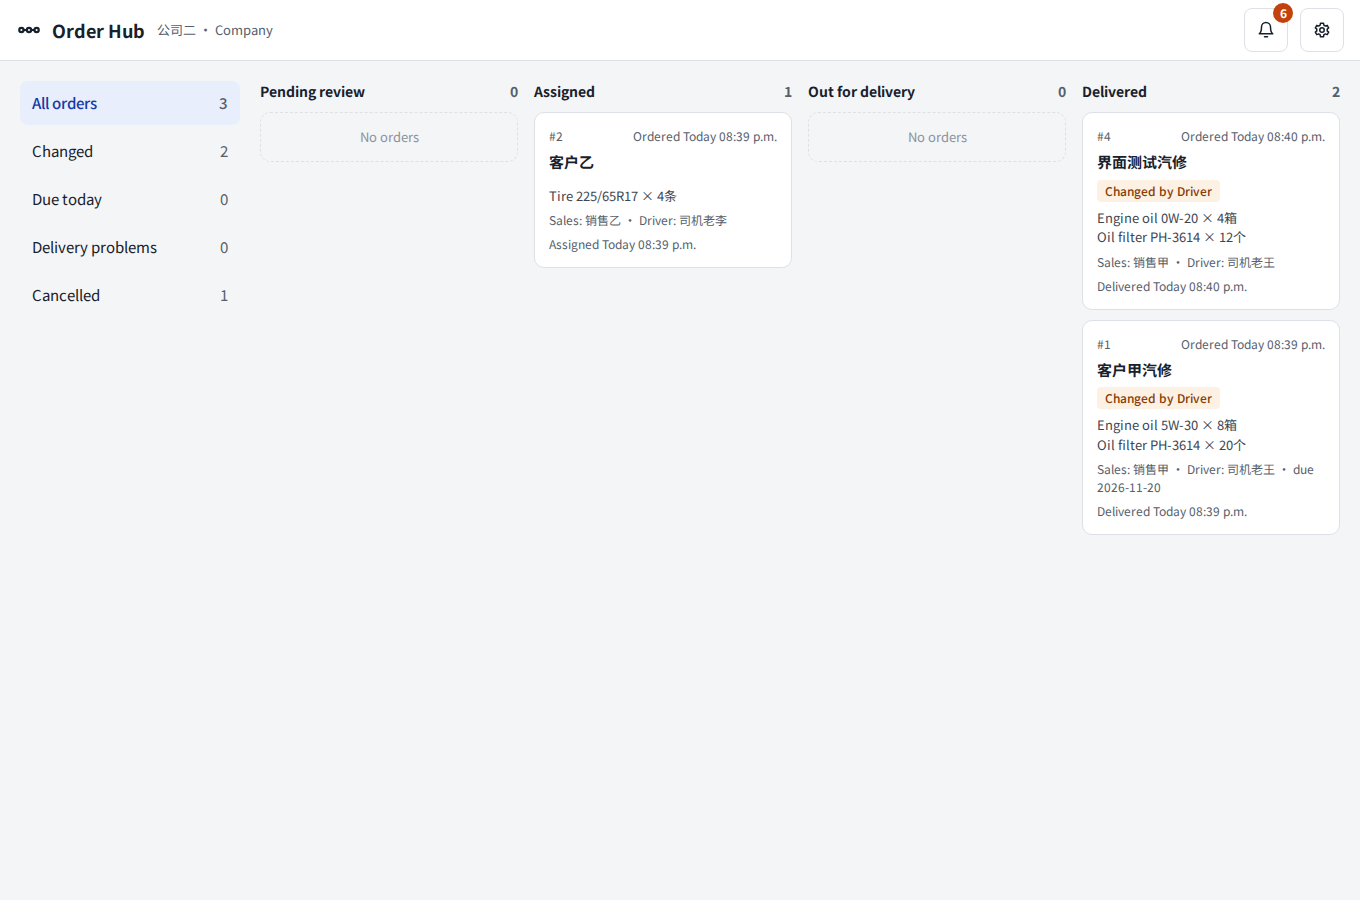 Order Hub 公司二 · Company 6
All orders 3
Changed 2
Due today 0
Delivery problems 0
Cancelled 1
Pending review 0
No orders
Assigned 1
#2 Ordered Today 08:39 p.m.
客户乙
Tire 225/65R17 × 4条
Sales: 销售乙 · Driver: 司机老李
Assigned Today 08:39 p.m.
Out for delivery 0
No orders
Delivered 2
#4 Ordered Today 08:40 p.m.
界面测试汽修
Changed by Driver
Engine oil 0W-20 × 4箱
Oil filter PH-3614 × 12个
Sales: 销售甲 · Driver: 司机老王
Delivered Today 08:40 p.m.
#1 Ordered Today 08:39 p.m.
客户甲汽修
Changed by Driver
Engine oil 5W-30 × 8箱
Oil filter PH-3614 × 20个
Sales: 销售甲 · Driver: 司机老王 · due
2026-11-20
Delivered Today 08:39 p.m.